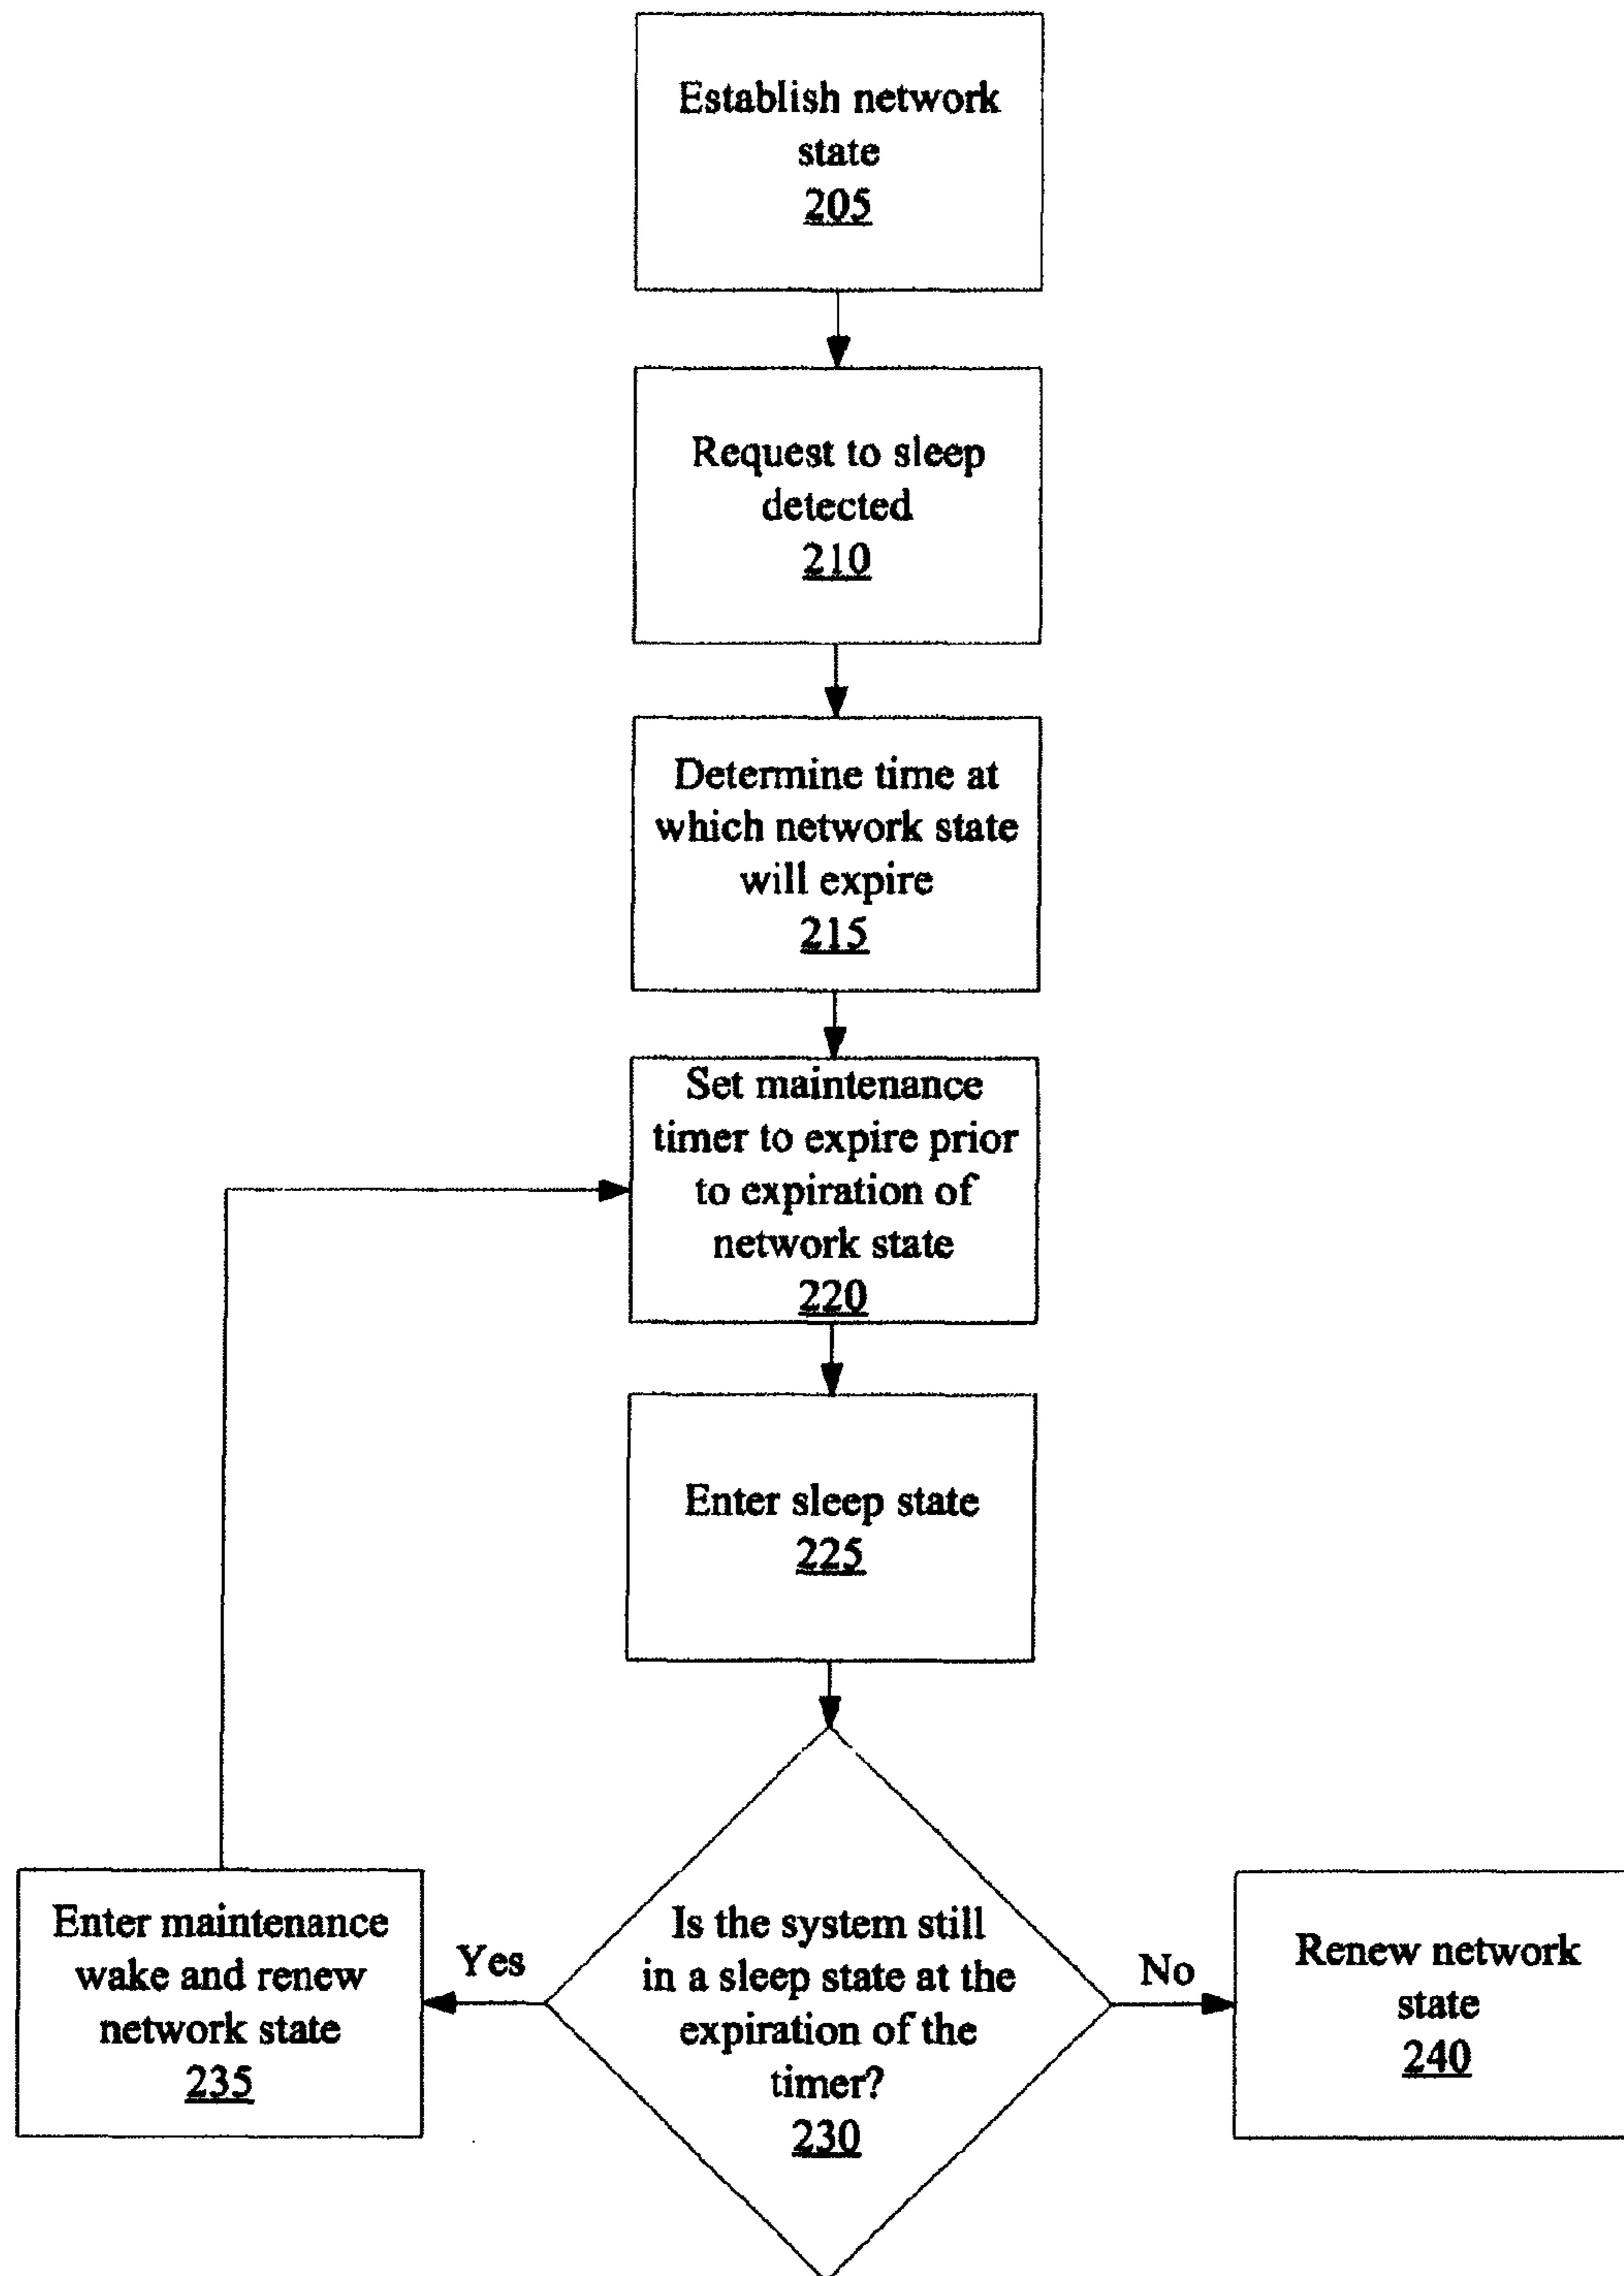 Establish network
state
205
Request to sleep
detected
210
Determine time at
which network state
will expire
215
Set maintenance
timer to expire prior
to expiration of
network state
220
Enter sleep state
225
Is the system still
in a sleep state at the
expiration of the
timer?
230
Yes
Enter maintenance
wake and renew
network state
235
No
Renew network
state
240